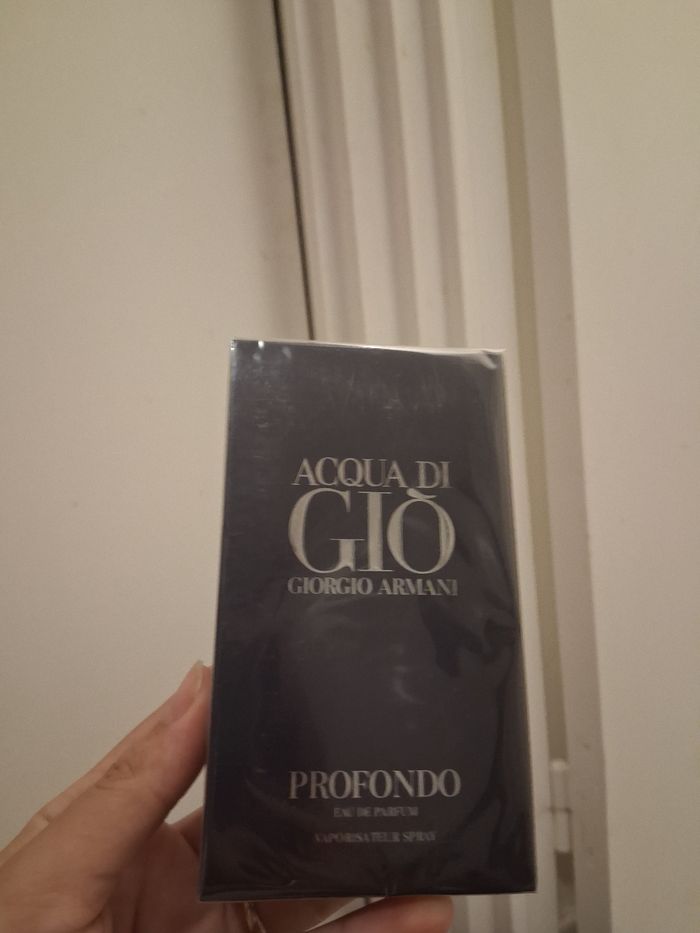 ACQUA DI
GIÒ
GIORGIO ARMANI
PROFONDO
EAU DE PARFUM
VAPORISATEUR SPRAY